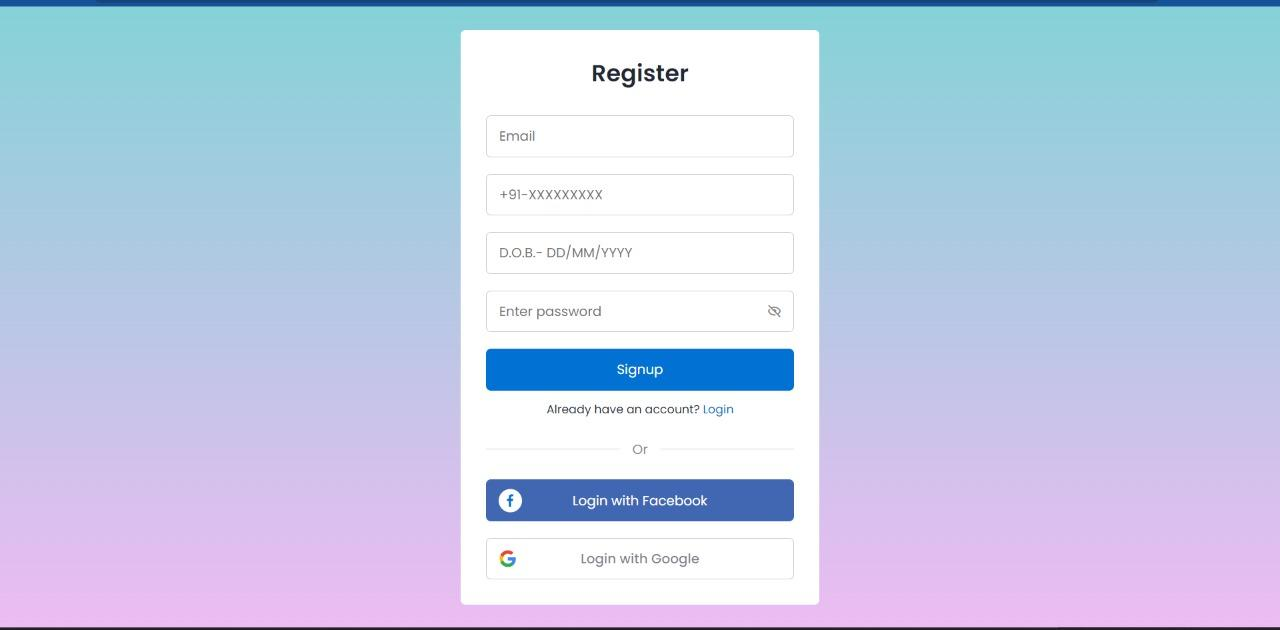 Register
Email
+91-XXXXXXXXX
D.O.B.- DD/MM/YYYY
Enter password
Signup
Already have an account? Login
Or
Login with Facebook
Login with Google